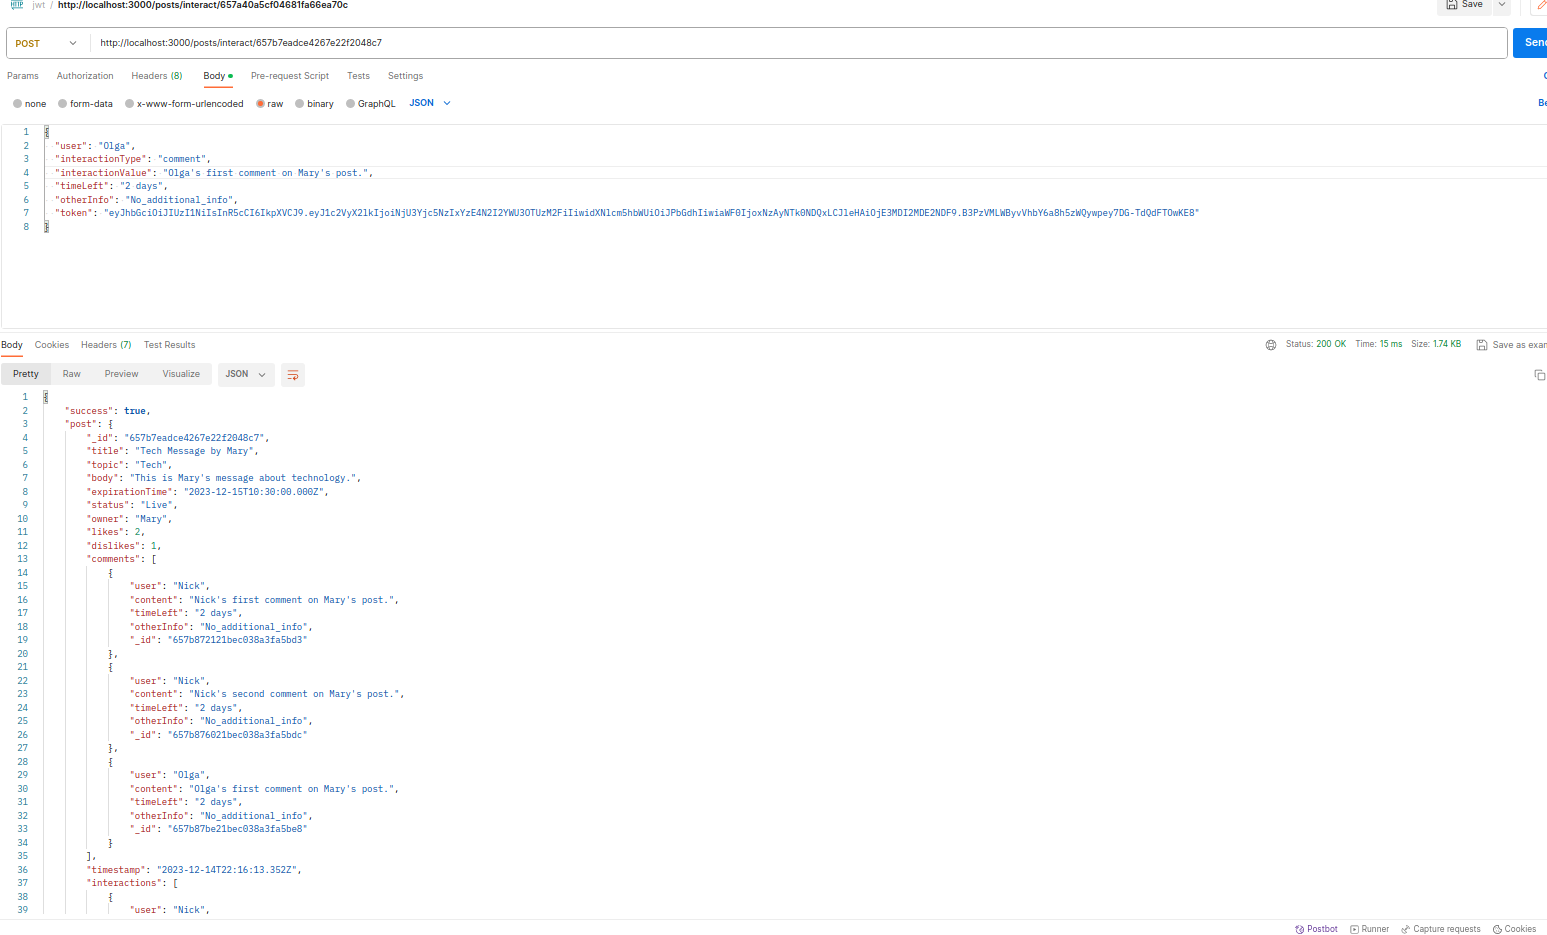 HTTP jwt / http://localhost:3000/posts/interact/657a40a5cf04681fa66ea70c Save
POST http://localhost:3000/posts/interact/657b7eadce4267e22f2048c7 Send
Params Authorization Headers (8) Body Pre-request Script Tests Settings
none form-data x-www-form-urlencoded raw binary GraphQL JSON Be
1 {
2 "user": "Olga",
3 "interactionType": "comment",
4 "interactionValue": "Olga's first comment on Mary's post.",
5 "timeLeft": "2 days",
6 "otherInfo": "No_additional_info",
7 "token":
8 }
Body Cookies Headers (7) Test Results Status: 200 OK Time: 15 ms Size: 1.74 KB Save as exam
Pretty Raw Preview Visualize JSON
1 {
2 "success": true,
3 "post": {
4 "_id": "657b7eadce4267e22f2048c7",
5 "title": "Tech Message by Mary",
6 "topic": "Tech",
7 "body": "This is Mary's message about technology.",
8 "expirationTime": "2023-12-15T10:30:00.000Z",
9 "status": "Live",
10 "owner": "Mary",
11 "likes": 2,
12 "dislikes": 1,
13 "comments": [
14 {
15 "user": "Nick",
16 "content": "Nick's first comment on Mary's post.",
17 "timeLeft": "2 days",
18 "otherInfo": "No_additional_info",
19 "_id": "657b872121bec038a3fa5bd3"
20 },
21 {
22 "user": "Nick",
23 "content": "Nick's second comment on Mary's post.",
24 "timeLeft": "2 days",
25 "otherInfo": "No_additional_info",
26 "_id": "657b876021bec038a3fa5bdc"
27 },
28 {
29 "user": "Olga",
30 "content": "Olga's first comment on Mary's post.",
31 "timeLeft": "2 days",
32 "otherInfo": "No_additional_info",
33 "_id": "657b87be21bec038a3fa5be8"
34 }
35 ],
36 "timestamp": "2023-12-14T22:16:13.352Z",
37 "interactions": [
38 {
39 "user": "Nick",
Postbot Runner Capture requests Cookies